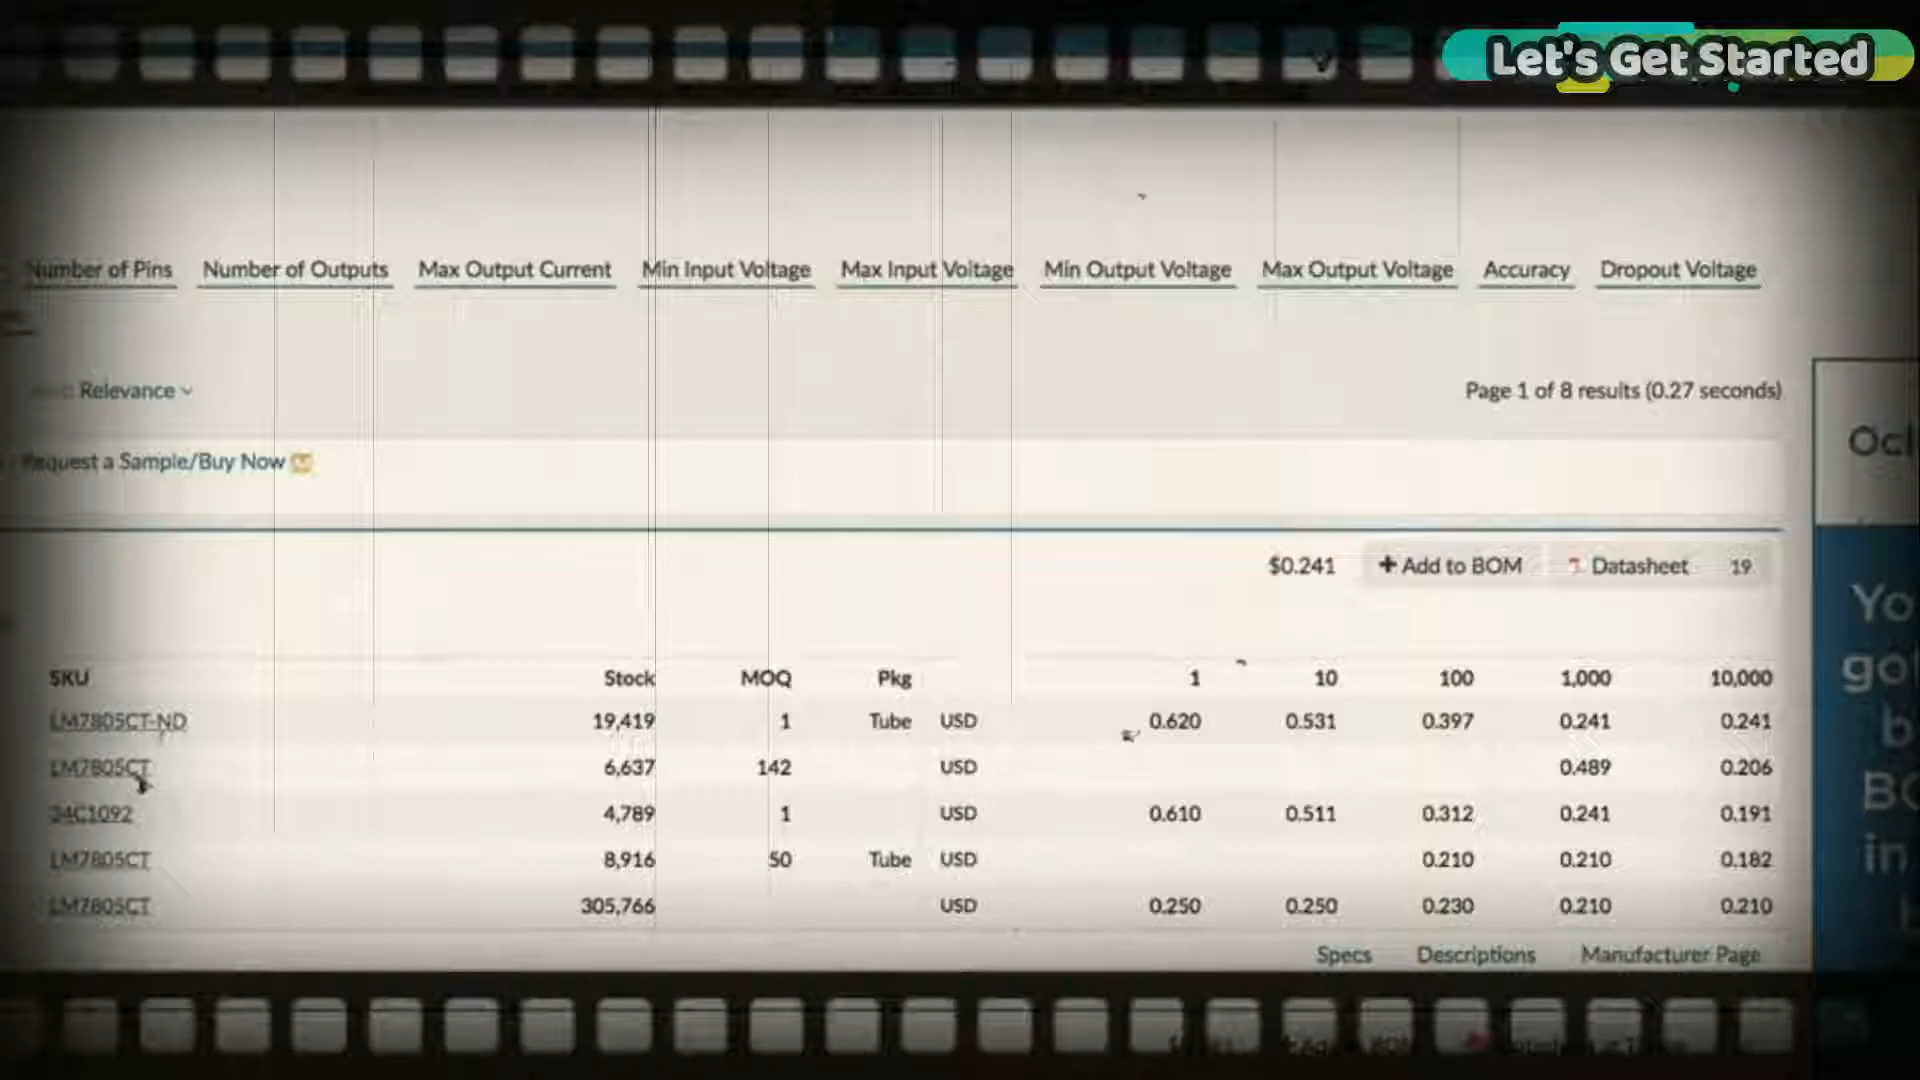 Let's Get Started
Number of Pins Number of Outputs Max Output Current Min Input Voltage Max Input Voltage Min Output Voltage Max Output Voltage Accuracy Dropout Voltage
Relevance
Page 1 of 8 results (0.27 seconds)
Request a Sample/Buy Now
$0.241 + Add to BOM Datasheet 19
SKU Stock MOQ Pkg 1 10 100 1,000 10,000
LM7805CT-ND 19,419 1 Tube USD 0.620 0.531 0.397 0.241 0.241
LM7805CT 6,637 142 USD 0.489 0.206
34C1092 4,789 1 USD 0.610 0.511 0.312 0.241 0.191
LM7805CT 8,916 50 Tube USD 0.210 0.210 0.182
LM7805CT 305,766 USD 0.250 0.250 0.230 0.210 0.210
Specs Descriptions Manufacturer Page
in